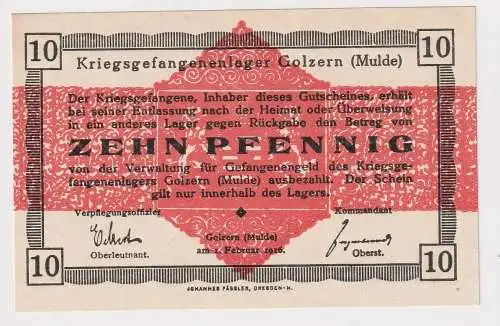 10 10
Kriegsgefangenenlager Golzern (Mulde)
Der Kriegsgefangene, Inhaber dieses Gutscheines, erhält
bei seiner Entlassung nach der Heimat oder Überweisung
in ein anderes Lager gegen Rückgabe den Betrag von
ZEHN PFENNIG
von der Verwaltung für Gefangenengeld des Kriegsge-
fangenenlagers Golzern (Mulde) ausbezahlt. Der Schein
gilt nur innerhalb des Lagers.
Verpflegungsoffizier Kommandant
Golzern (Mulde)
am 1. Februar 1916.
Oberleutnant. Oberst.
10 10
JOHANNES PÄSSLER, DRESDEN-N.